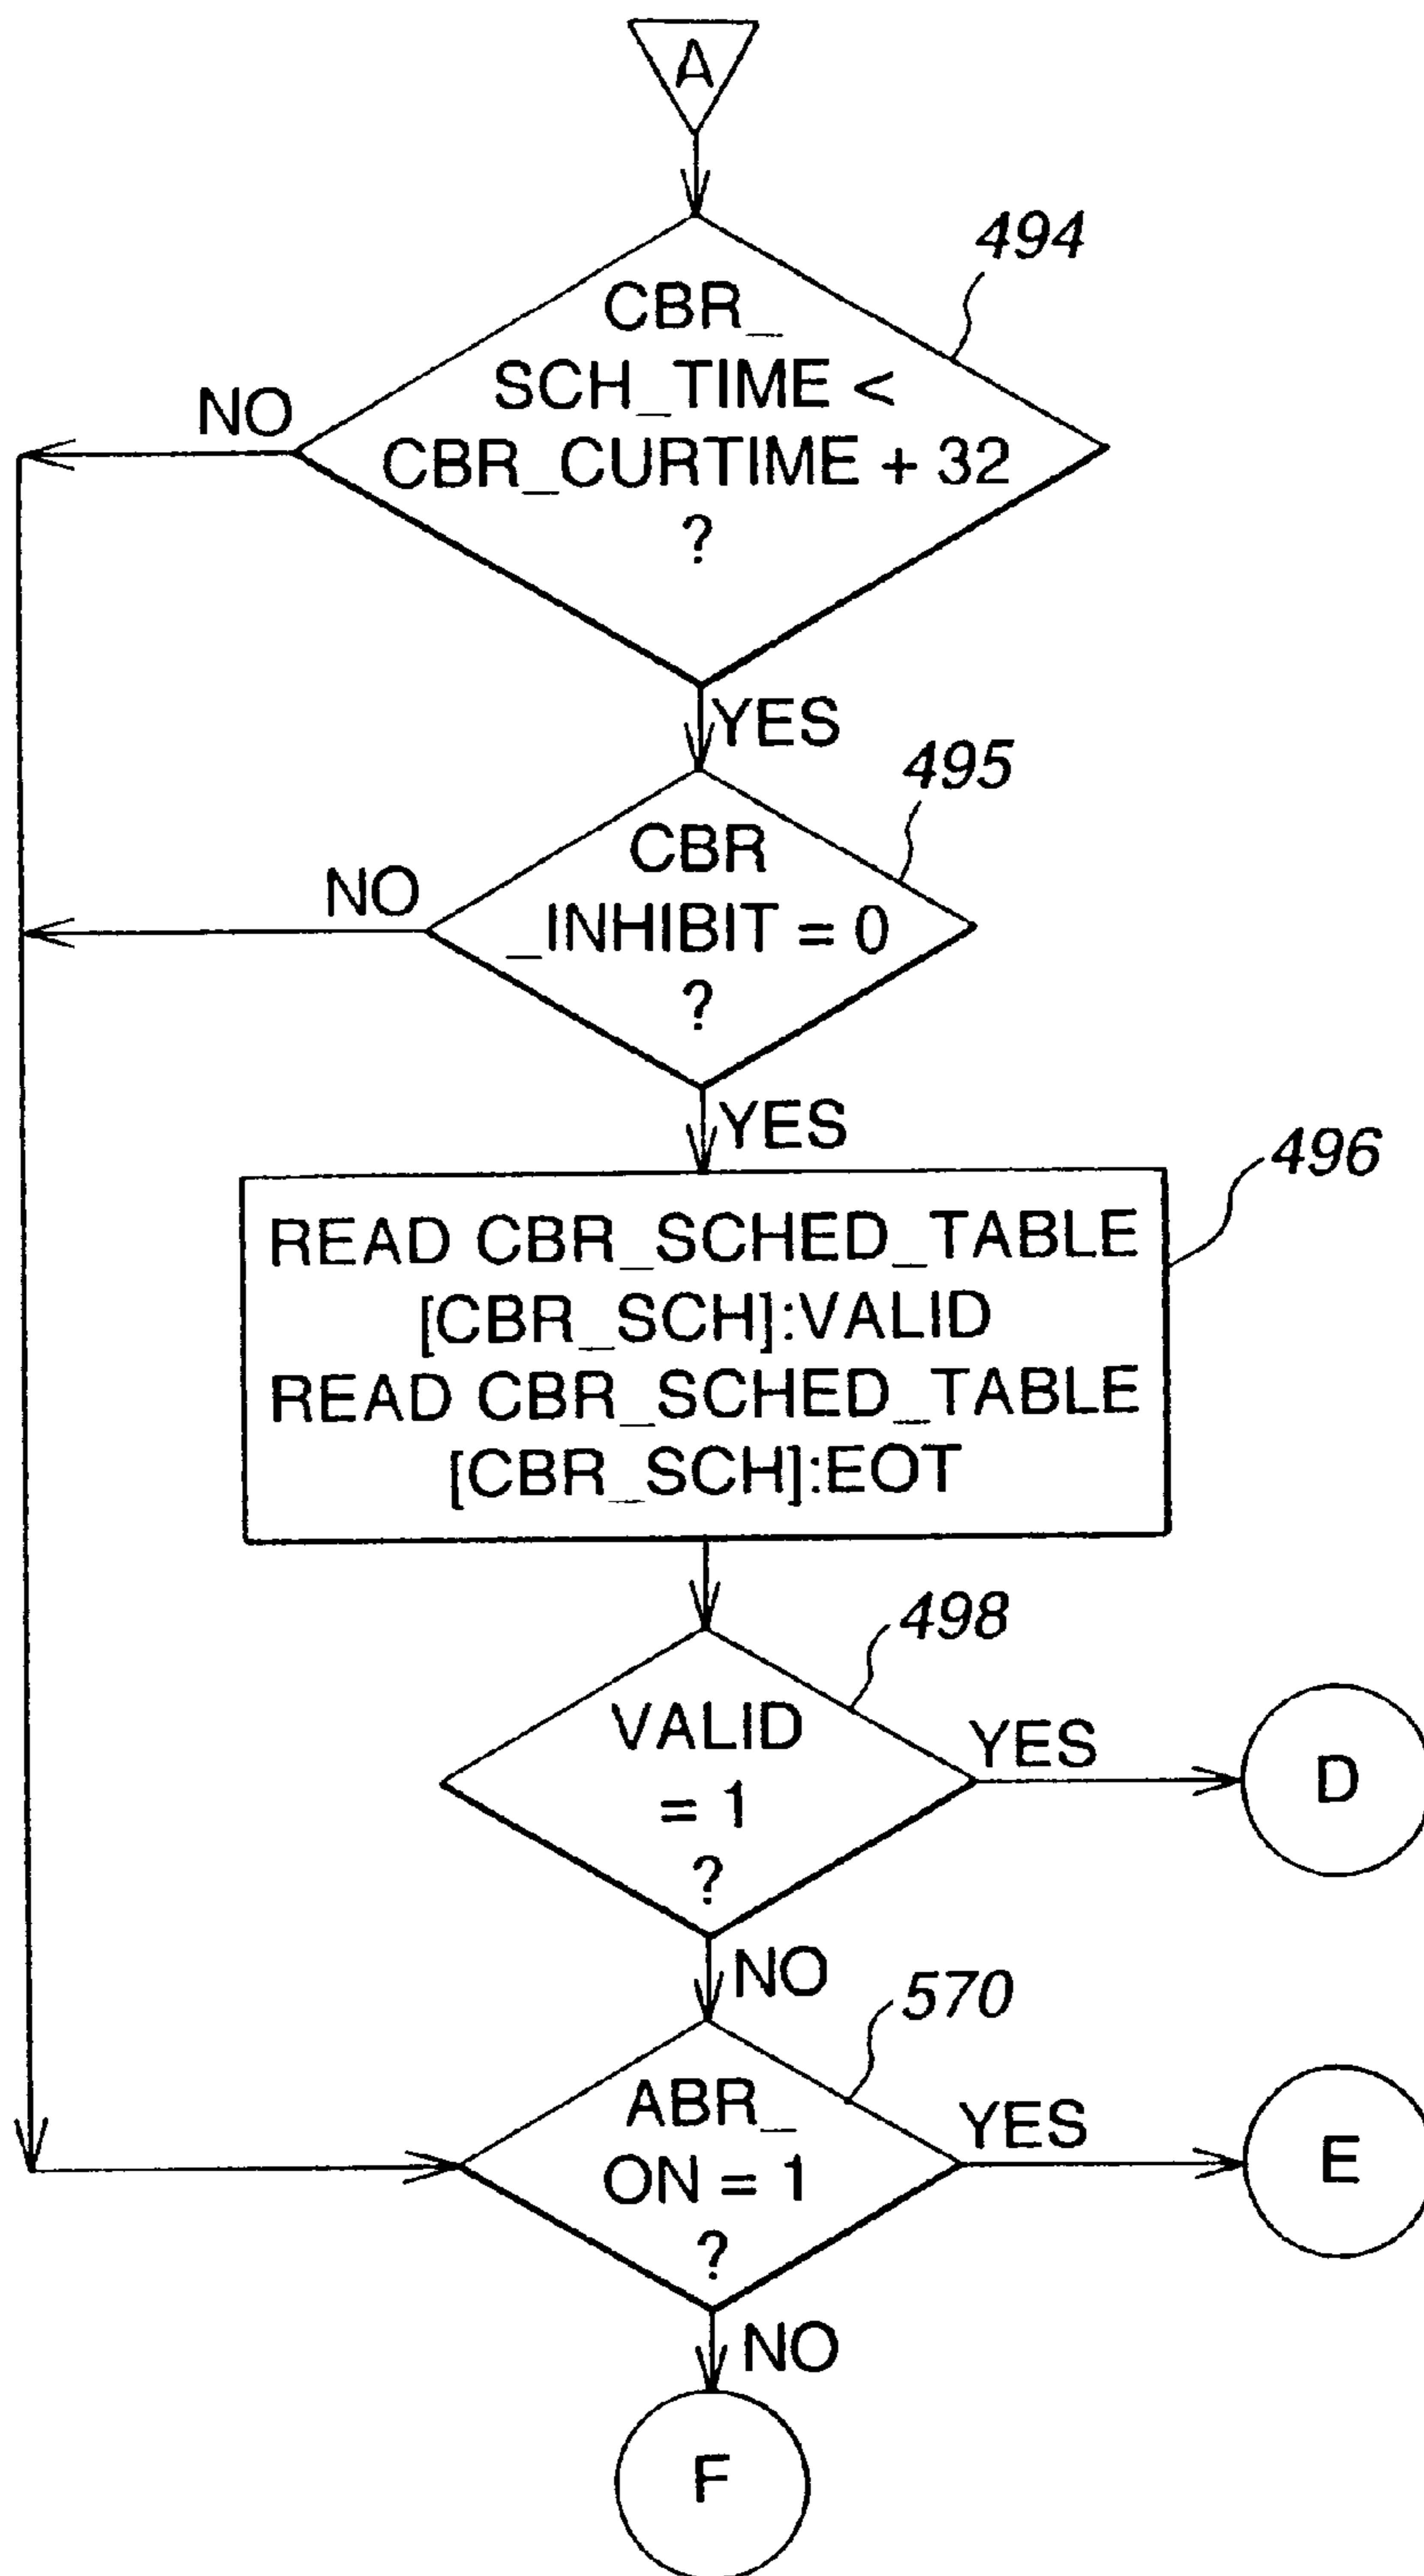 A
494
CBR_
SCH_TIME <
CBR_CURTIME + 32
?
NO
YES
495
CBR
_INHIBIT = 0
?
NO
YES
496
READ CBR_SCHED_TABLE
[CBR_SCH]:VALID
READ CBR_SCHED_TABLE
[CBR_SCH]:EOT
498
VALID
= 1
?
YES
D
NO
570
ABR_
ON = 1
?
YES
E
NO
F